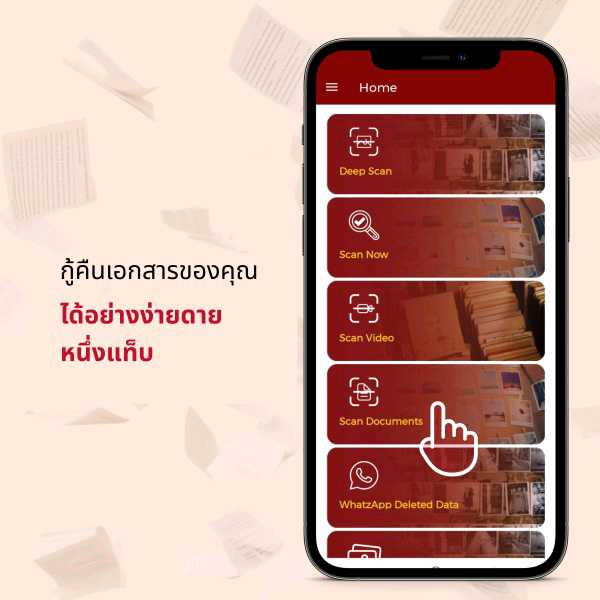 Home
Deep Scan
Scan Now
กู้คืนเอกสารของคุณ
ได้อย่างง่ายดาย
หนึ่งแท็บ
Scan Video
Scan Documents
WhatzApp Deleted Data